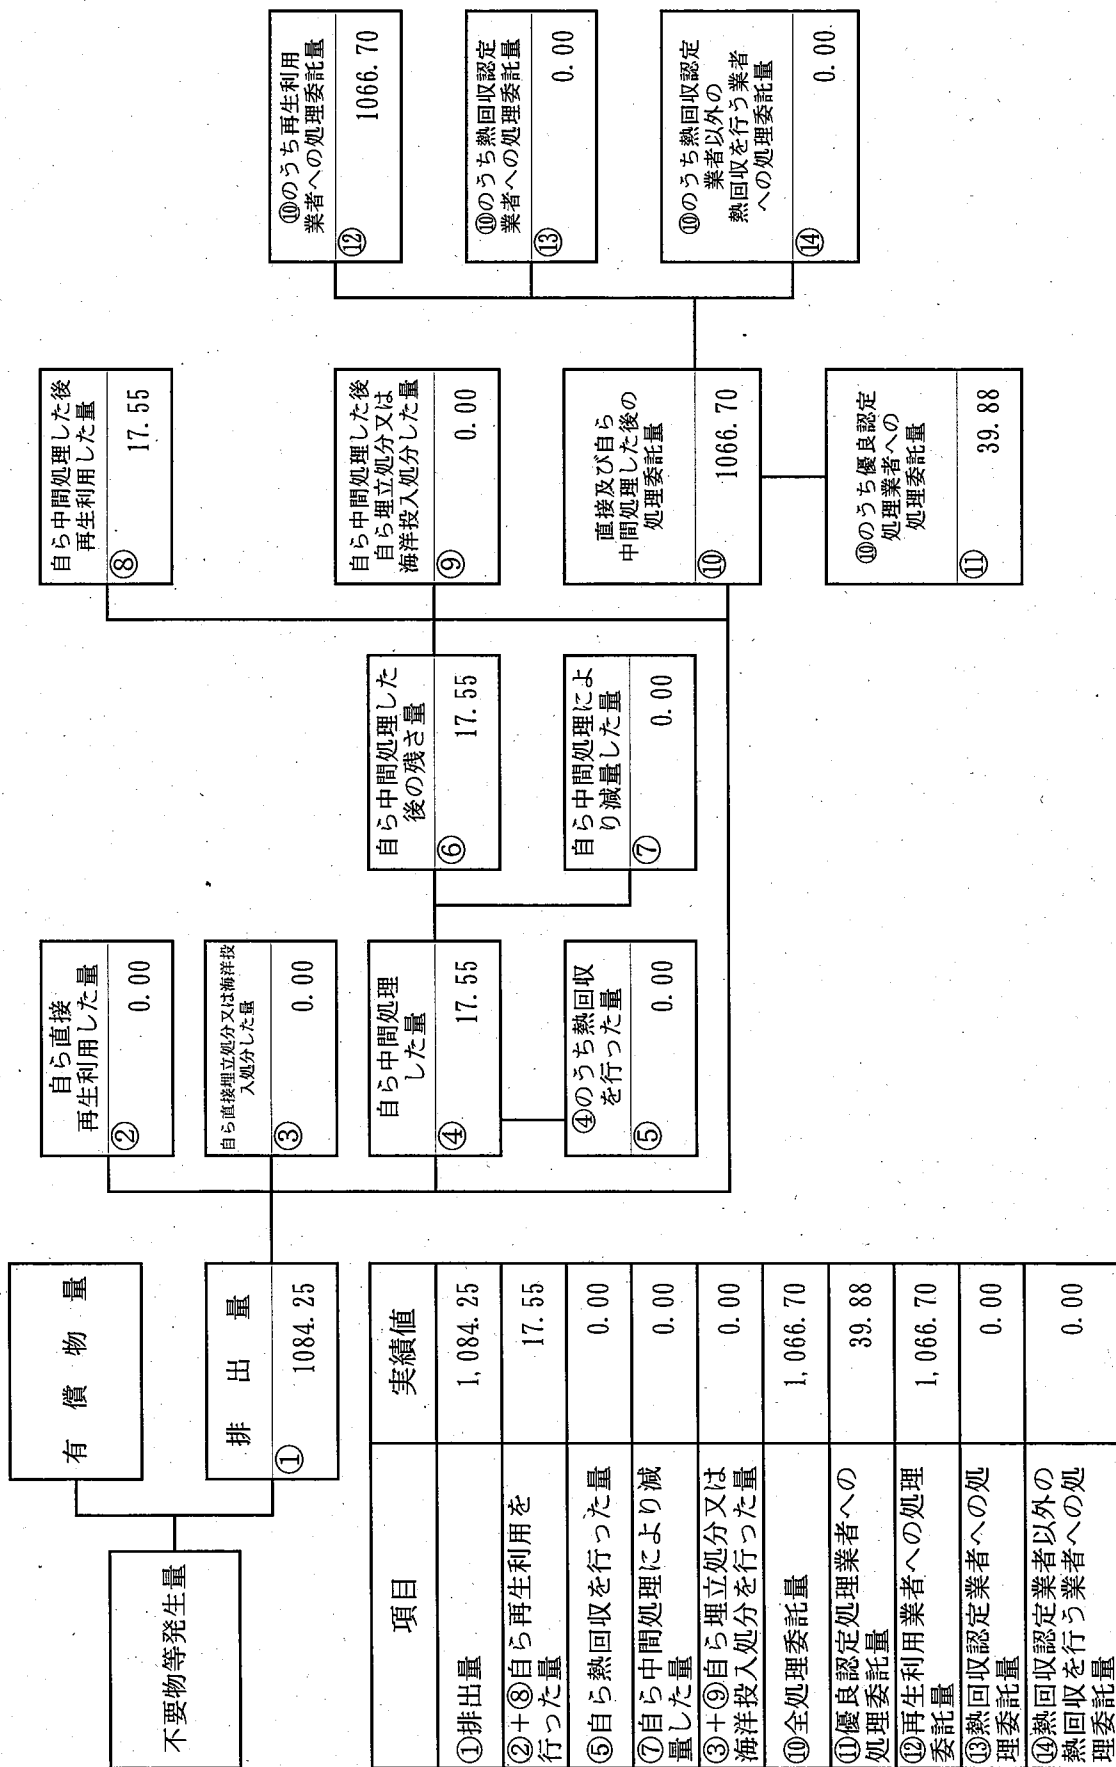 不要物等発生量
有償物量
排出量
①
1084.25
自ら直接
再生利用した量
②
0.00
自ら直接埋立処分又は海洋投
入処分した量
③
0.00
自ら中間処理
した量
④
17.55
④のうち熱回収
を行った量
⑤
0.00
自ら中間処理した
後の残さ量
⑥
17.55
自ら中間処理によ
り減量した量
⑦
0.00
自ら中間処理した後
再生利用した量
⑧
17.55
自ら中間処理した後
自ら埋立処分又は
海洋投入処分した量
⑨
0.00
直接及び自ら
中間処理した後の
処理委託量
⑩
1066.70
⑩のうち優良認定
処理業者への
処理委託量
⑪
39.88
⑩のうち再生利用
業者への処理委託量
⑫
1066.70
⑩のうち熱回収認定
業者への処理委託量
⑬
0.00
⑩のうち熱回収認定
業者以外の
熱回収を行う業者
への処理委託量
⑭
0.00
項目 実績値
①排出量 1,084.25
②+⑧自ら再生利用を
行った量 17.55
⑤自ら熱回収を行った量 0.00
⑦自ら中間処理により減
量した量 0.00
③+⑨自ら埋立処分又は
海洋投入処分を行った量 0.00
⑩全処理委託量 1,066.70
⑪優良認定処理業者への
処理委託量 39.88
⑫再生利用業者への処理
委託量 1,066.70
⑬熱回収認定業者への処
理委託量 0.00
⑭熱回収認定業者以外の
熱回収を行う業者への処
理委託量 0.00